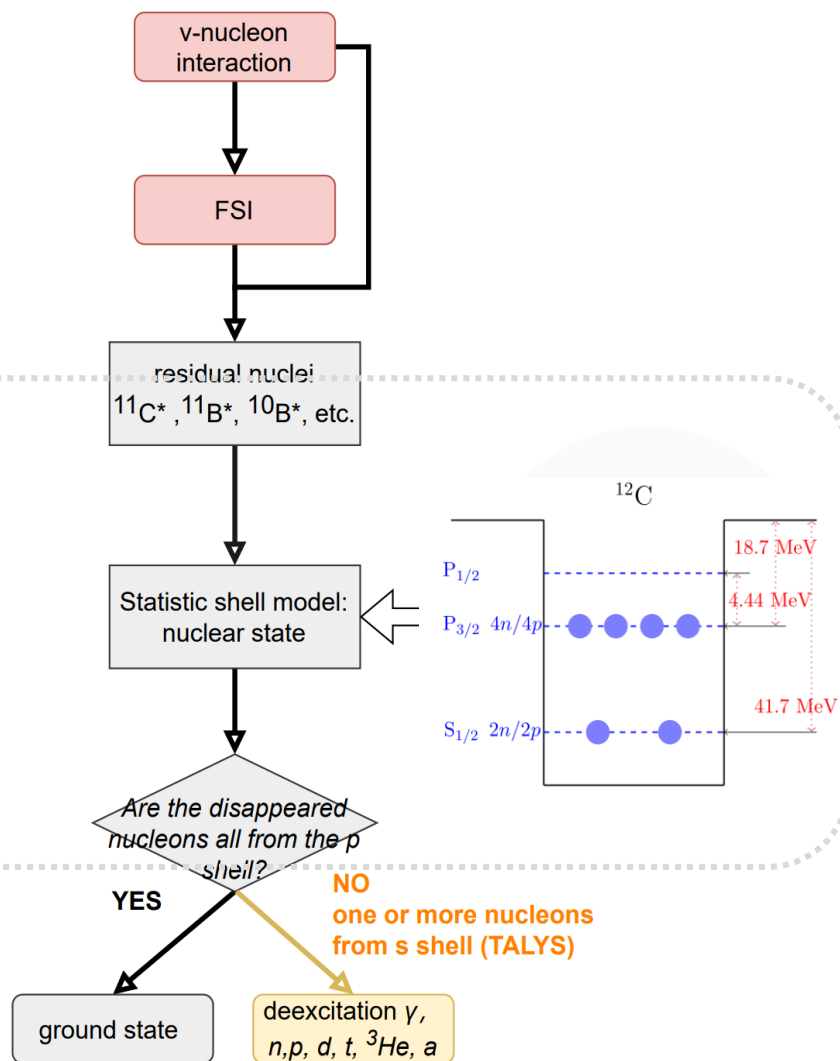 v-nucleon
interaction
FSI
residual nuclei
¹¹C* ,¹¹B*, ¹⁰B*, etc.
¹²C
18.7 MeV
P₁/₂
4.44 MeV
Statistic shell model:
nuclear state
P₃/₂ 4n/4p
41.7 MeV
S₁/₂ 2n/2p
Are the disappeared
nucleons all from the p
shell?
YES
NO
one or more nucleons
from s shell (TALYS)
ground state
deexcitation γ,
n,p, d, t, ³He, a